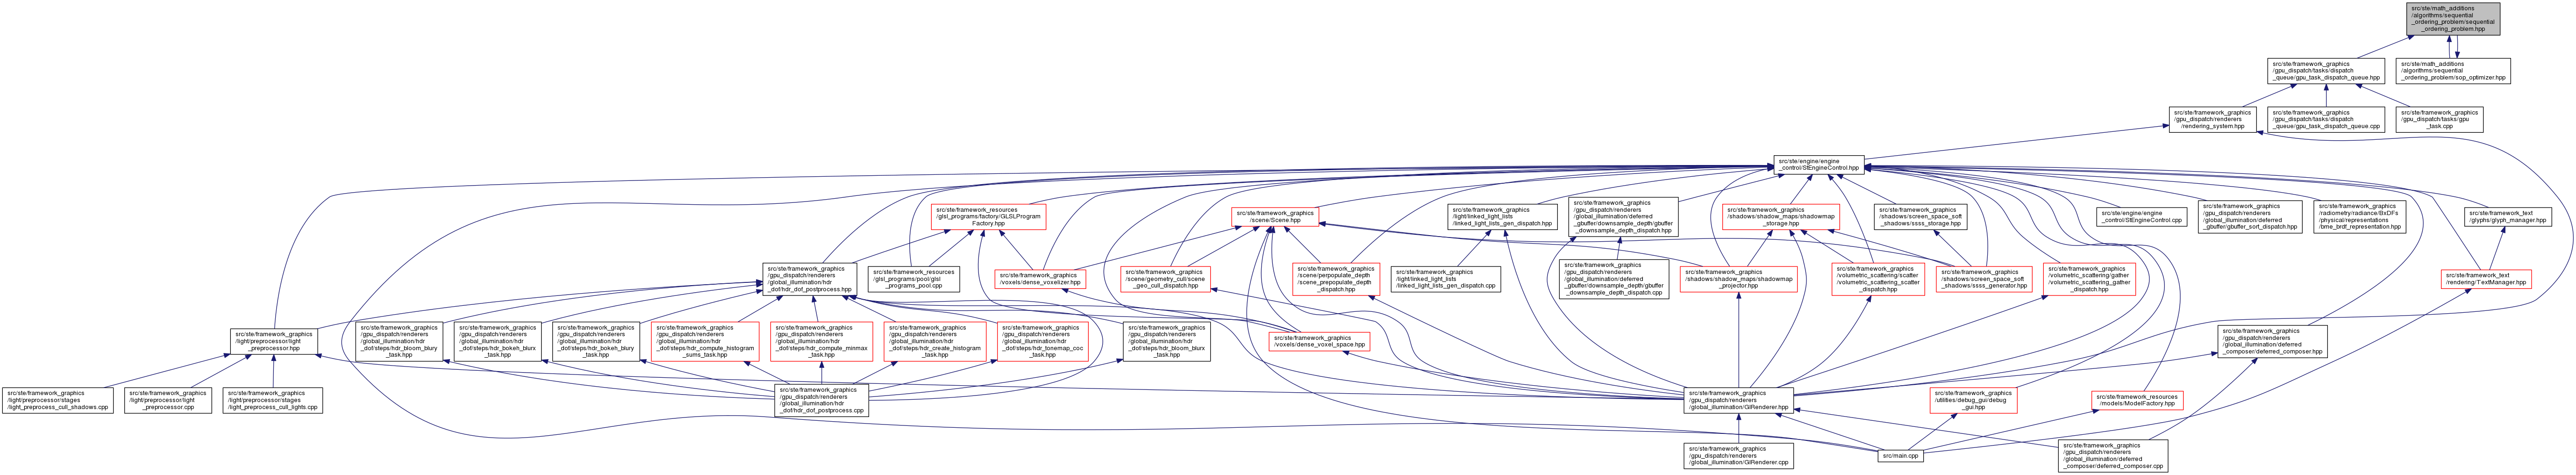 src/ste/math_additions
/algorithms/sequential
_ordering_problem/sequential
_ordering_problem.hpp
src/ste/framework_graphics
/gpu_dispatch/tasks/dispatch
_queue/gpu_task_dispatch_queue.hpp
src/ste/math_additions
/algorithms/sequential
_ordering_problem/sop_optimizer.hpp
src/ste/framework_graphics
/gpu_dispatch/renderers
/rendering_system.hpp
src/ste/framework_graphics
/gpu_dispatch/tasks/dispatch
_queue/gpu_task_dispatch_queue.cpp
src/ste/framework_graphics
/gpu_dispatch/tasks/gpu
_task.cpp
src/ste/engine/engine
_control/StEngineControl.hpp
src/ste/framework_resources
/glsl_programs/factory/GLSLProgram
Factory.hpp
src/ste/framework_graphics
/scene/Scene.hpp
src/ste/framework_graphics
/light/linked_light_lists
/linked_light_lists_gen_dispatch.hpp
src/ste/framework_graphics
/gpu_dispatch/renderers
/global_illumination/deferred
_gbuffer/downsample_depth/gbuffer
_downsample_depth_dispatch.hpp
src/ste/framework_graphics
/shadows/shadow_maps/shadowmap
_storage.hpp
src/ste/framework_graphics
/shadows/screen_space_soft
_shadows/ssss_storage.hpp
src/ste/engine/engine
_control/StEngineControl.cpp
src/ste/framework_graphics
/gpu_dispatch/renderers
/global_illumination/deferred
_gbuffer/gbuffer_sort_dispatch.hpp
src/ste/framework_graphics
/radiometry/radiance/BxDFs
/physical/representations
/tme_brdf_representation.hpp
src/ste/framework_text
/glyphs/glyph_manager.hpp
src/ste/framework_graphics
/gpu_dispatch/renderers
/global_illumination/hdr
_dof/hdr_dof_postprocess.hpp
src/ste/framework_resources
/glsl_programs/pool/glsl
_programs_pool.cpp
src/ste/framework_graphics
/voxels/dense_voxelizer.hpp
src/ste/framework_graphics
/scene/geometry_cull/scene
_geo_cull_dispatch.hpp
src/ste/framework_graphics
/scene/perpopulate_depth
/scene_prepopulate_depth
_dispatch.hpp
src/ste/framework_graphics
/light/linked_light_lists
/linked_light_lists_gen_dispatch.cpp
src/ste/framework_graphics
/gpu_dispatch/renderers
/global_illumination/deferred
_gbuffer/downsample_depth/gbuffer
_downsample_depth_dispatch.cpp
src/ste/framework_graphics
/shadows/shadow_maps/shadowmap
_projector.hpp
src/ste/framework_graphics
/volumetric_scattering/scatter
/volumetric_scattering_scatter
_dispatch.hpp
src/ste/framework_graphics
/shadows/screen_space_soft
_shadows/ssss_generator.hpp
src/ste/framework_graphics
/volumetric_scattering/gather
/volumetric_scattering_gather
_dispatch.hpp
src/ste/framework_text
/rendering/TextManager.hpp
src/ste/framework_graphics
/light/preprocessor/light
_preprocessor.hpp
src/ste/framework_graphics
/gpu_dispatch/renderers
/global_illumination/hdr
_dof/steps/hdr_bloom_blury
_task.hpp
src/ste/framework_graphics
/gpu_dispatch/renderers
/global_illumination/hdr
_dof/steps/hdr_bokeh_blurx
_task.hpp
src/ste/framework_graphics
/gpu_dispatch/renderers
/global_illumination/hdr
_dof/steps/hdr_bokeh_blury
_task.hpp
src/ste/framework_graphics
/gpu_dispatch/renderers
/global_illumination/hdr
_dof/steps/hdr_compute_histogram
_sums_task.hpp
src/ste/framework_graphics
/gpu_dispatch/renderers
/global_illumination/hdr
_dof/steps/hdr_compute_minmax
_task.hpp
src/ste/framework_graphics
/gpu_dispatch/renderers
/global_illumination/hdr
_dof/steps/hdr_create_histogram
_task.hpp
src/ste/framework_graphics
/gpu_dispatch/renderers
/global_illumination/hdr
_dof/steps/hdr_tonemap_coc
_task.hpp
src/ste/framework_graphics
/gpu_dispatch/renderers
/global_illumination/hdr
_dof/steps/hdr_bloom_blurx
_task.hpp
src/ste/framework_graphics
/voxels/dense_voxel_space.hpp
src/ste/framework_graphics
/gpu_dispatch/renderers
/global_illumination/deferred
_composer/deferred_composer.hpp
src/ste/framework_graphics
/light/preprocessor/stages
/light_preprocess_cull_shadows.cpp
src/ste/framework_graphics
/light/preprocessor/light
_preprocessor.cpp
src/ste/framework_graphics
/light/preprocessor/stages
/light_preprocess_cull_lights.cpp
src/ste/framework_graphics
/gpu_dispatch/renderers
/global_illumination/hdr
_dof/hdr_dof_postprocess.cpp
src/ste/framework_graphics
/gpu_dispatch/renderers
/global_illumination/GIRenderer.hpp
src/ste/framework_graphics
/utilities/debug_gui/debug
_gui.hpp
src/ste/framework_resources
/models/ModelFactory.hpp
src/ste/framework_graphics
/gpu_dispatch/renderers
/global_illumination/GIRenderer.cpp
src/main.cpp
src/ste/framework_graphics
/gpu_dispatch/renderers
/global_illumination/deferred
_composer/deferred_composer.cpp